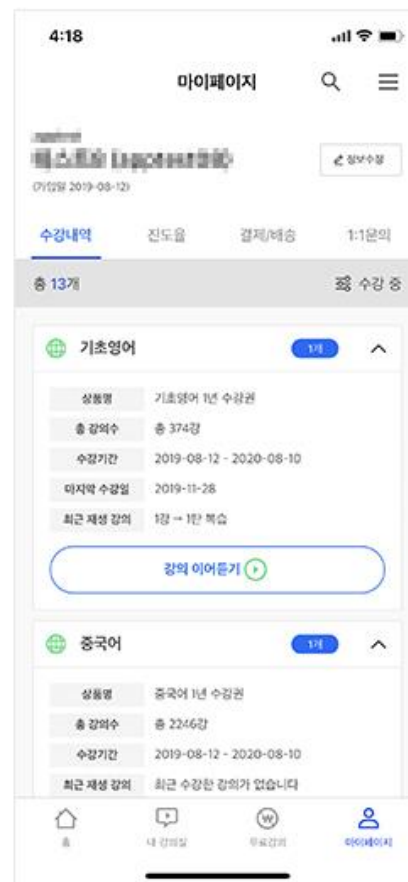 4:18
마이페이지
정보수정
(가입일 2019-08-12)
수강내역 진도율 결제/배송 1:1문의
총 13개 수강 중
기초영어 1개
상품명 기초영어 1년 수강권
총 강의수 총 374강
수강기간 2019-08-12 - 2020-08-10
마지막 수강일 2019-11-28
최근 재생 강의 1강 → 1탄 복습
강의 이어듣기
중국어 1개
상품명 중국어 1년 수강권
총 강의수 총 2246강
수강기간 2019-08-12 - 2020-08-10
최근 재생 강의 최근 수강한 강의가 없습니다
홈 내 강의실 무료강의 마이페이지